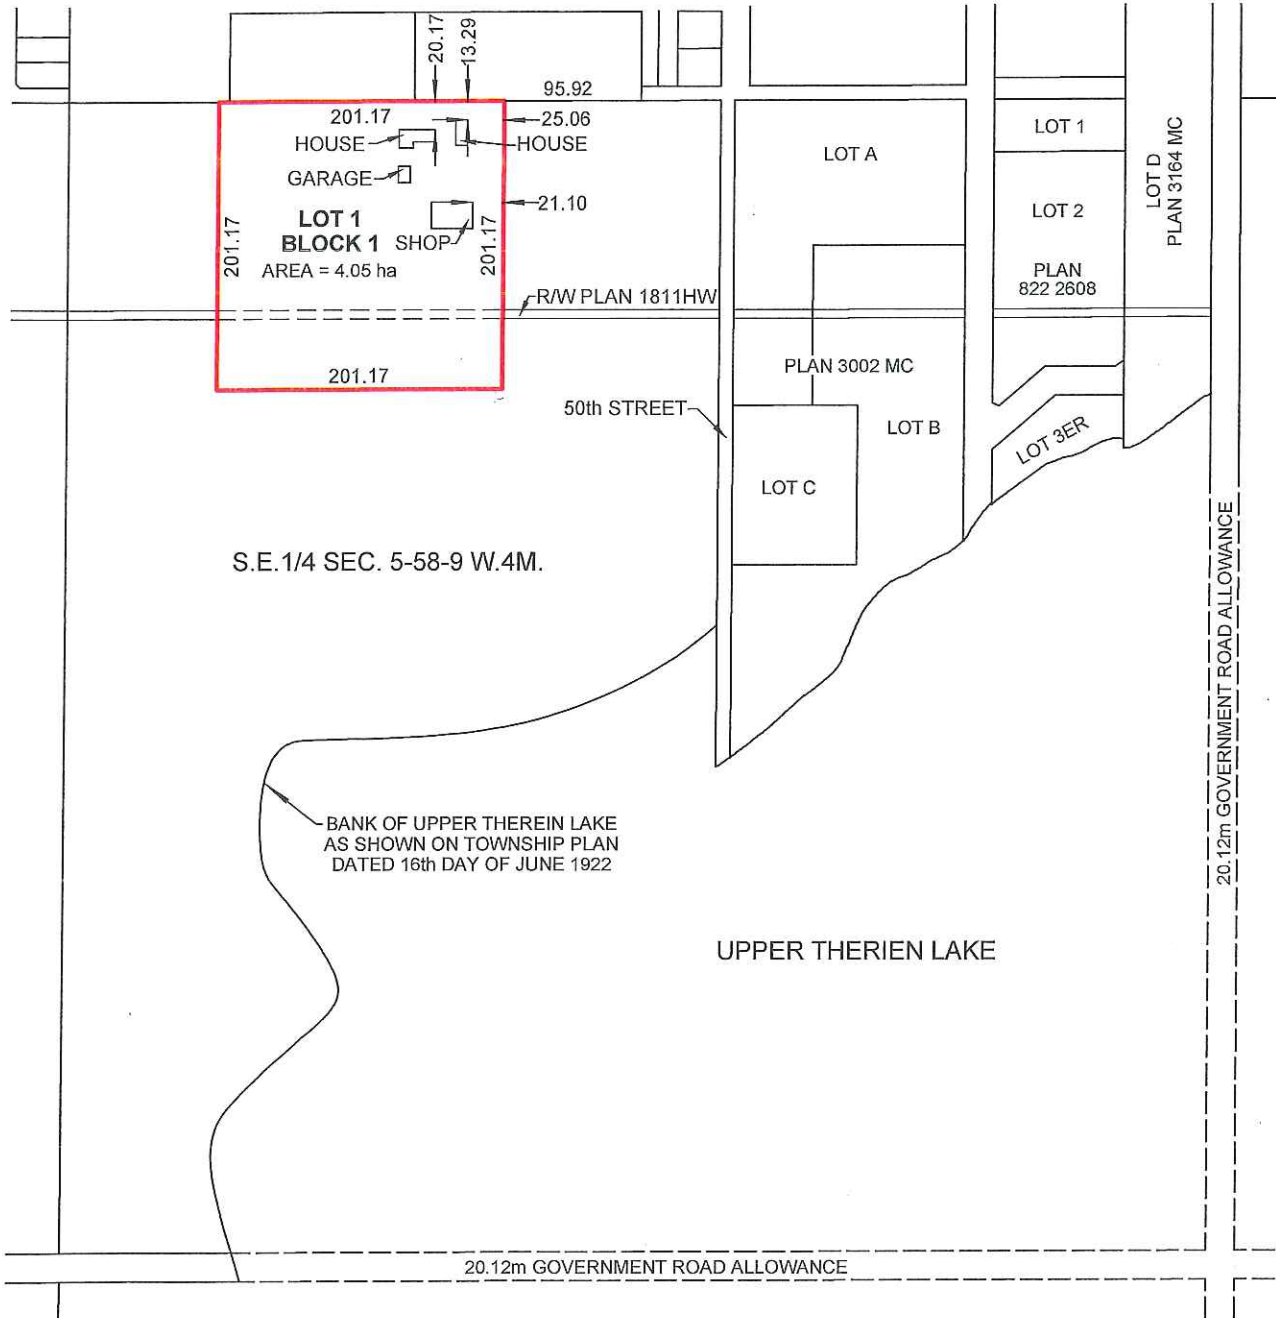 20.17
13.29
95.92
201.17
25.06
HOUSE
HOUSE
GARAGE
21.10
LOT 1
BLOCK 1
SHOP
AREA = 4.05 ha
201.17
201.17
R/W PLAN 1811HW
201.17
LOT A
LOT 1
LOT D
PLAN 3164 MC
LOT 2
PLAN
822 2608
PLAN 3002 MC
50th STREET
LOT B
LOT 3ER
LOT C
S.E.1/4 SEC. 5-58-9 W.4M.
20.12m GOVERNMENT ROAD ALLOWANCE
BANK OF UPPER THEREIN LAKE
AS SHOWN ON TOWNSHIP PLAN
DATED 16th DAY OF JUNE 1922
UPPER THERIEN LAKE
20.12m GOVERNMENT ROAD ALLOWANCE